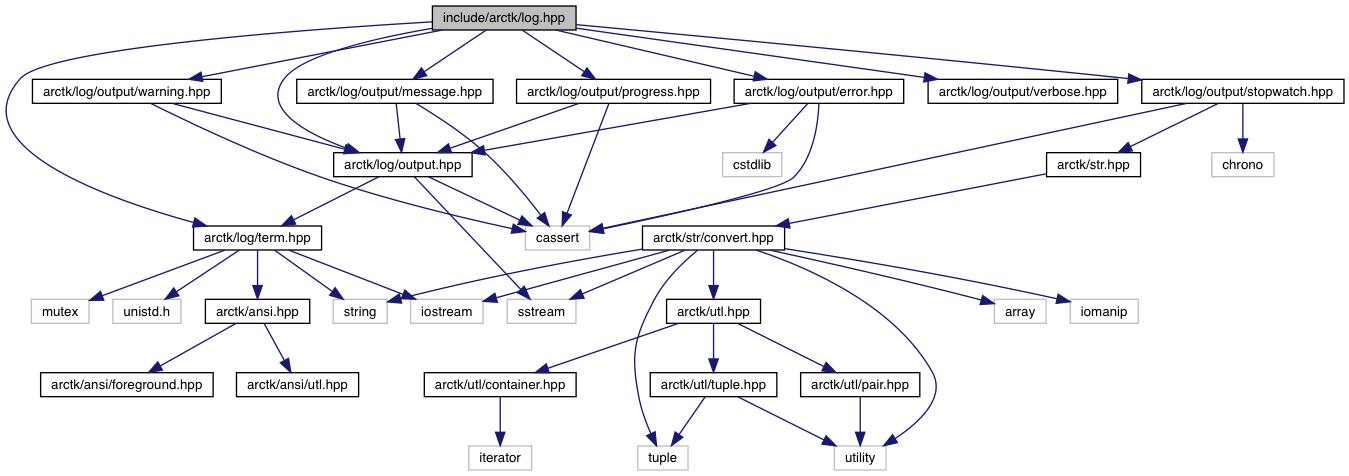 include/arctk/log.hpp
arctk/log/output/warning.hpp
arctk/log/output/message.hpp
arctk/log/output/progress.hpp
arctk/log/output/error.hpp
arctk/log/output/verbose.hpp
arctk/log/output/stopwatch.hpp
arctk/log/output.hpp
cstdlib
arctk/str.hpp
chrono
arctk/log/term.hpp
cassert
arctk/str/convert.hpp
mutex
unistd.h
arctk/ansi.hpp
string
iostream
sstream
arctk/utl.hpp
array
iomanip
arctk/ansi/foreground.hpp
arctk/ansi/utl.hpp
arctk/utl/container.hpp
arctk/utl/tuple.hpp
arctk/utl/pair.hpp
iterator
tuple
utility